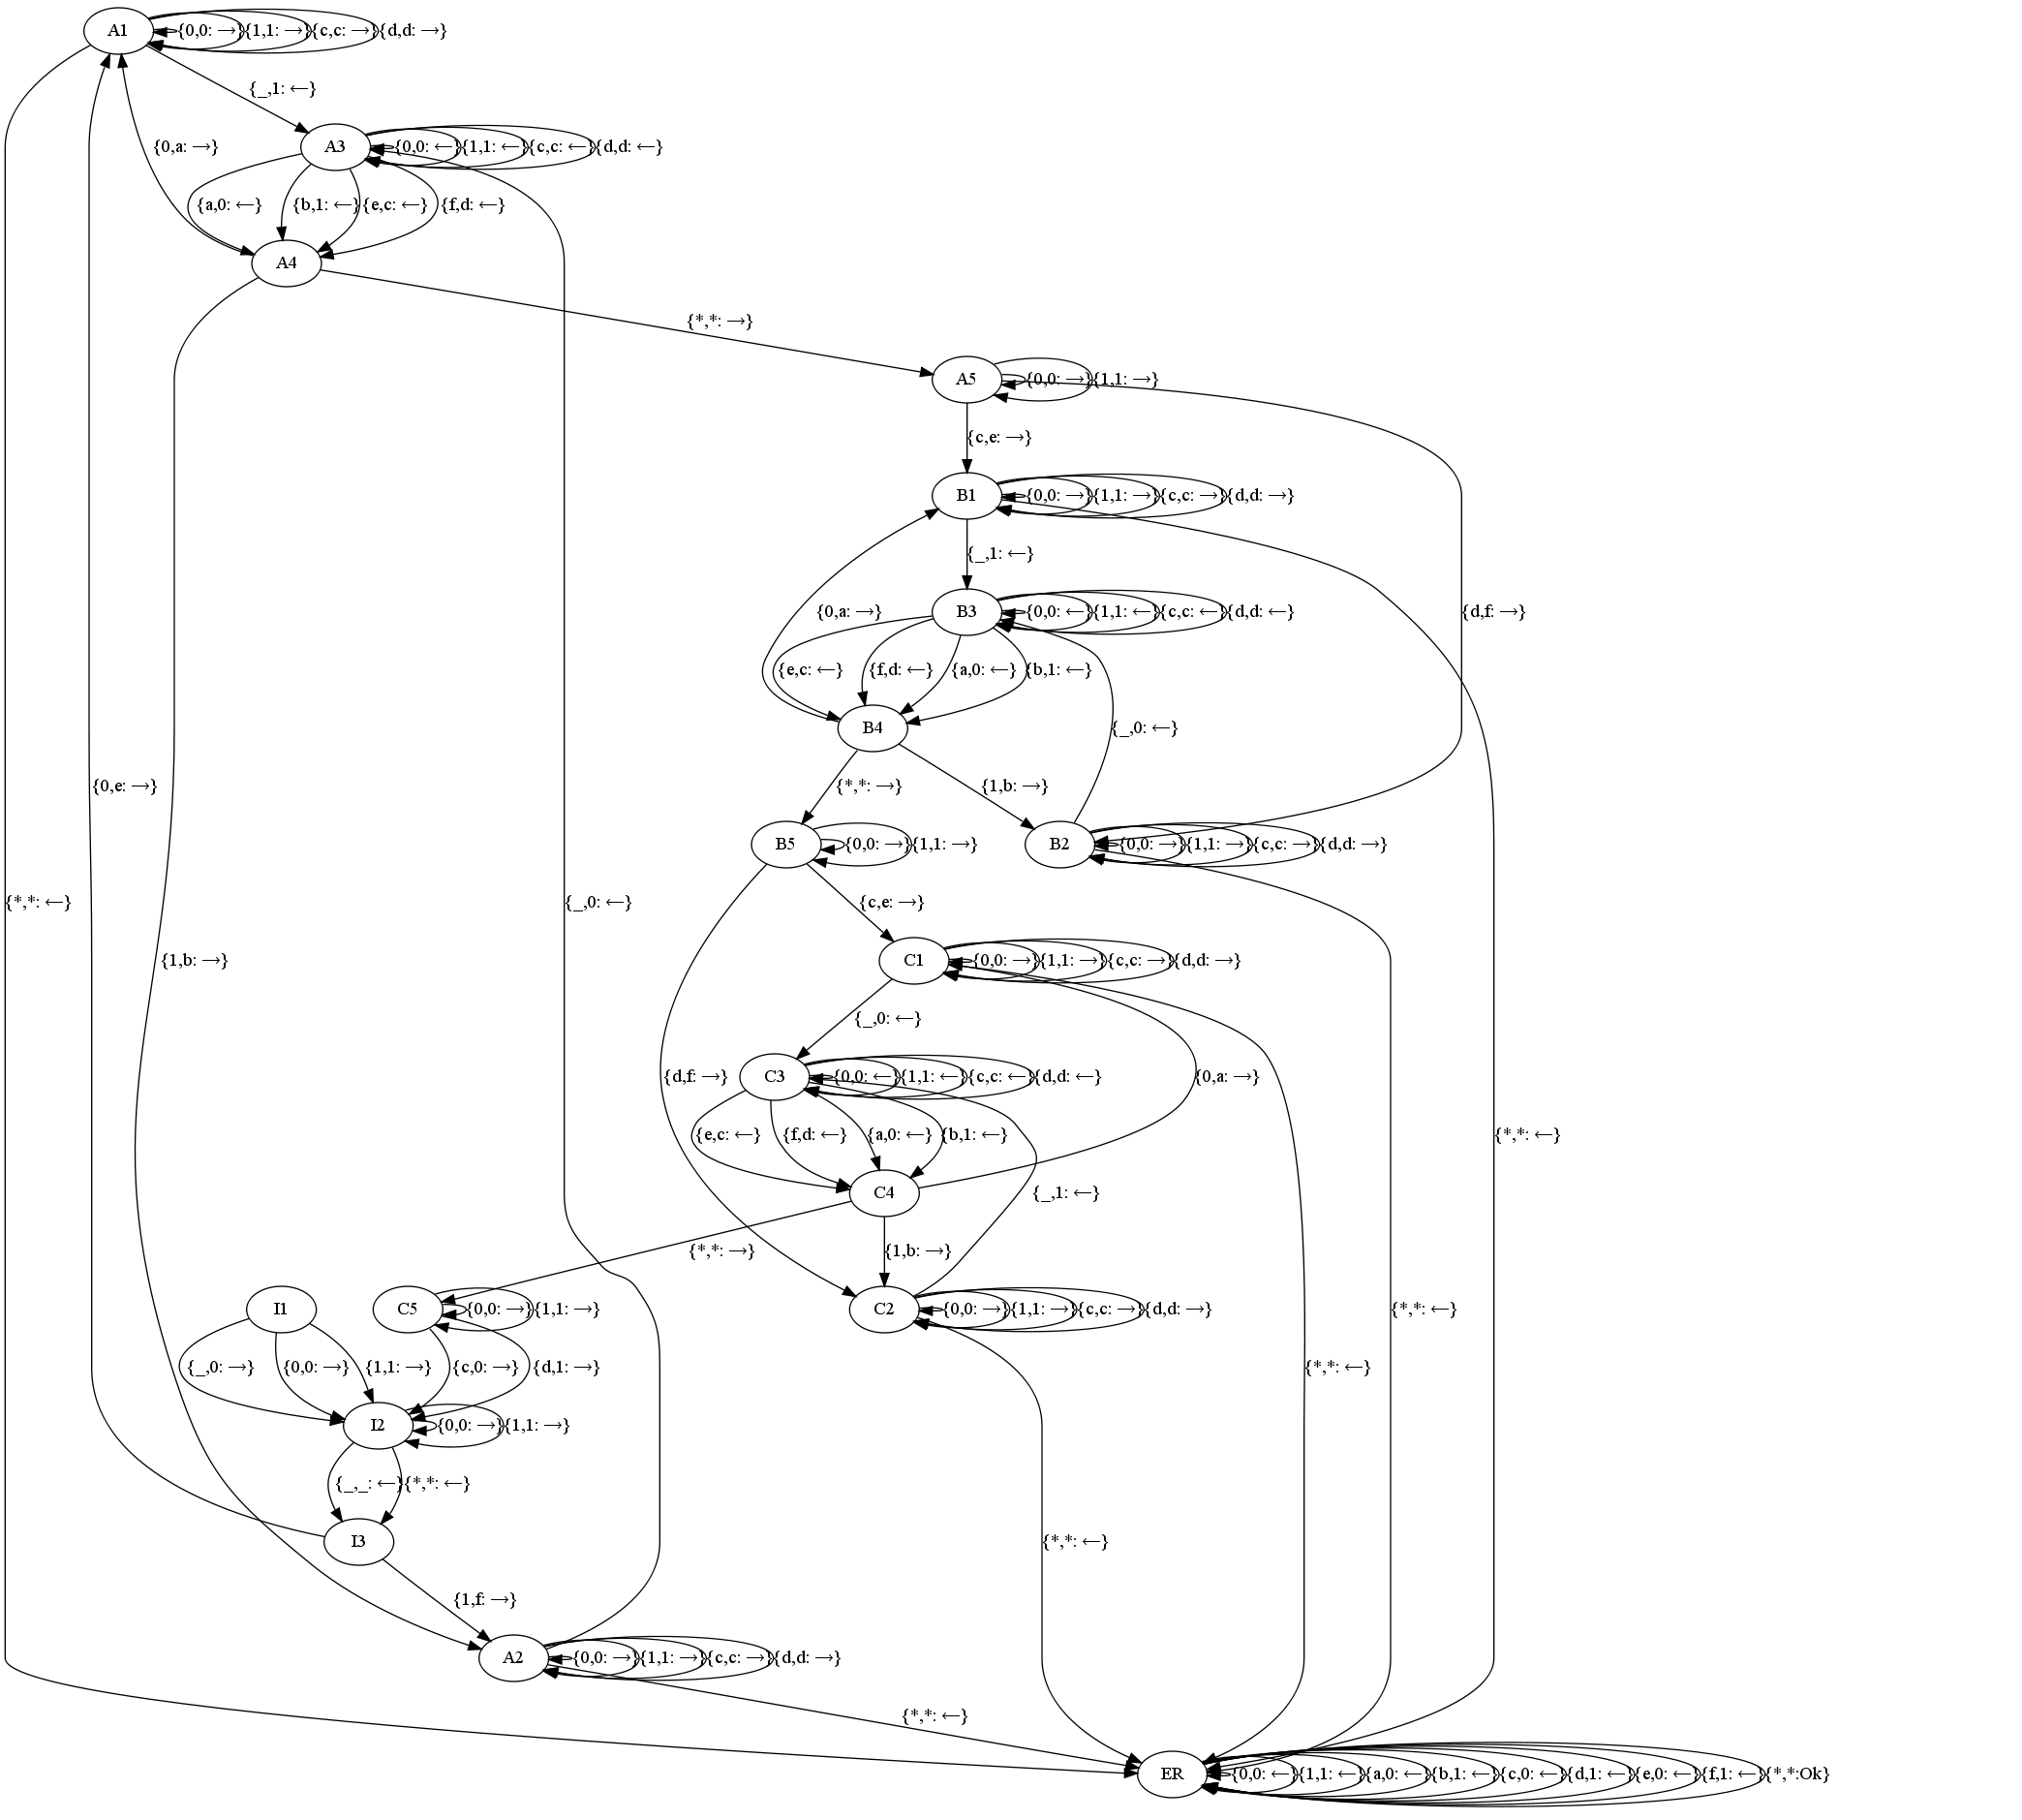 A1 {0,0: →} {1,1: →} {c,c: →} {d,d: →}
{_,1: ←}
{0,a: →} A3 {0,0: ←} {1,1: ←} {c,c: ←} {d,d: ←}
{a,0: ←} {b,1: ←} {e,c: ←} {f,d: ←}
A4
{*,*: →}
A5 {0,0: →} {1,1: →}
{c,e: →}
B1 {0,0: →} {1,1: →} {c,c: →} {d,d: →}
{_,1: ←}
{0,a: →} B3 {0,0: ←} {1,1: ←} {c,c: ←} {d,d: ←} {d,f: →}
{e,c: ←} {f,d: ←} {a,0: ←} {b,1: ←}
B4 {_,0: ←}
{0,e: →} {*,*: →} {1,b: →}
B5 {0,0: →} {1,1: →} B2 {0,0: →} {1,1: →} {c,c: →} {d,d: →}
{*,*: ←} {_,0: ←} {c,e: →}
{1,b: →} C1 {0,0: →} {1,1: →} {c,c: →} {d,d: →}
{_,0: ←}
{d,f: →} C3 {0,0: ←} {1,1: ←} {c,c: ←} {d,d: ←} {0,a: →}
{e,c: ←} {f,d: ←} {a,0: ←} {b,1: ←} {*,*: ←}
C4 {_,1: ←}
{*,*: →} {1,b: →}
I1 C5 {0,0: →} {1,1: →} C2 {0,0: →} {1,1: →} {c,c: →} {d,d: →} {*,*: ←}
{_,0: →} {0,0: →} {1,1: →} {c,0: →} {d,1: →} {*,*: ←}
I2 {0,0: →} {1,1: →}
{_,_: ←} {*,*: ←}
I3 {*,*: ←}
{1,f: →}
A2 {0,0: →} {1,1: →} {c,c: →} {d,d: →}
{*,*: ←}
ER {0,0: ←} {1,1: ←} {a,0: ←} {b,1: ←} {c,0: ←} {d,1: ←} {e,0: ←} {f,1: ←} {*,*:Ok}